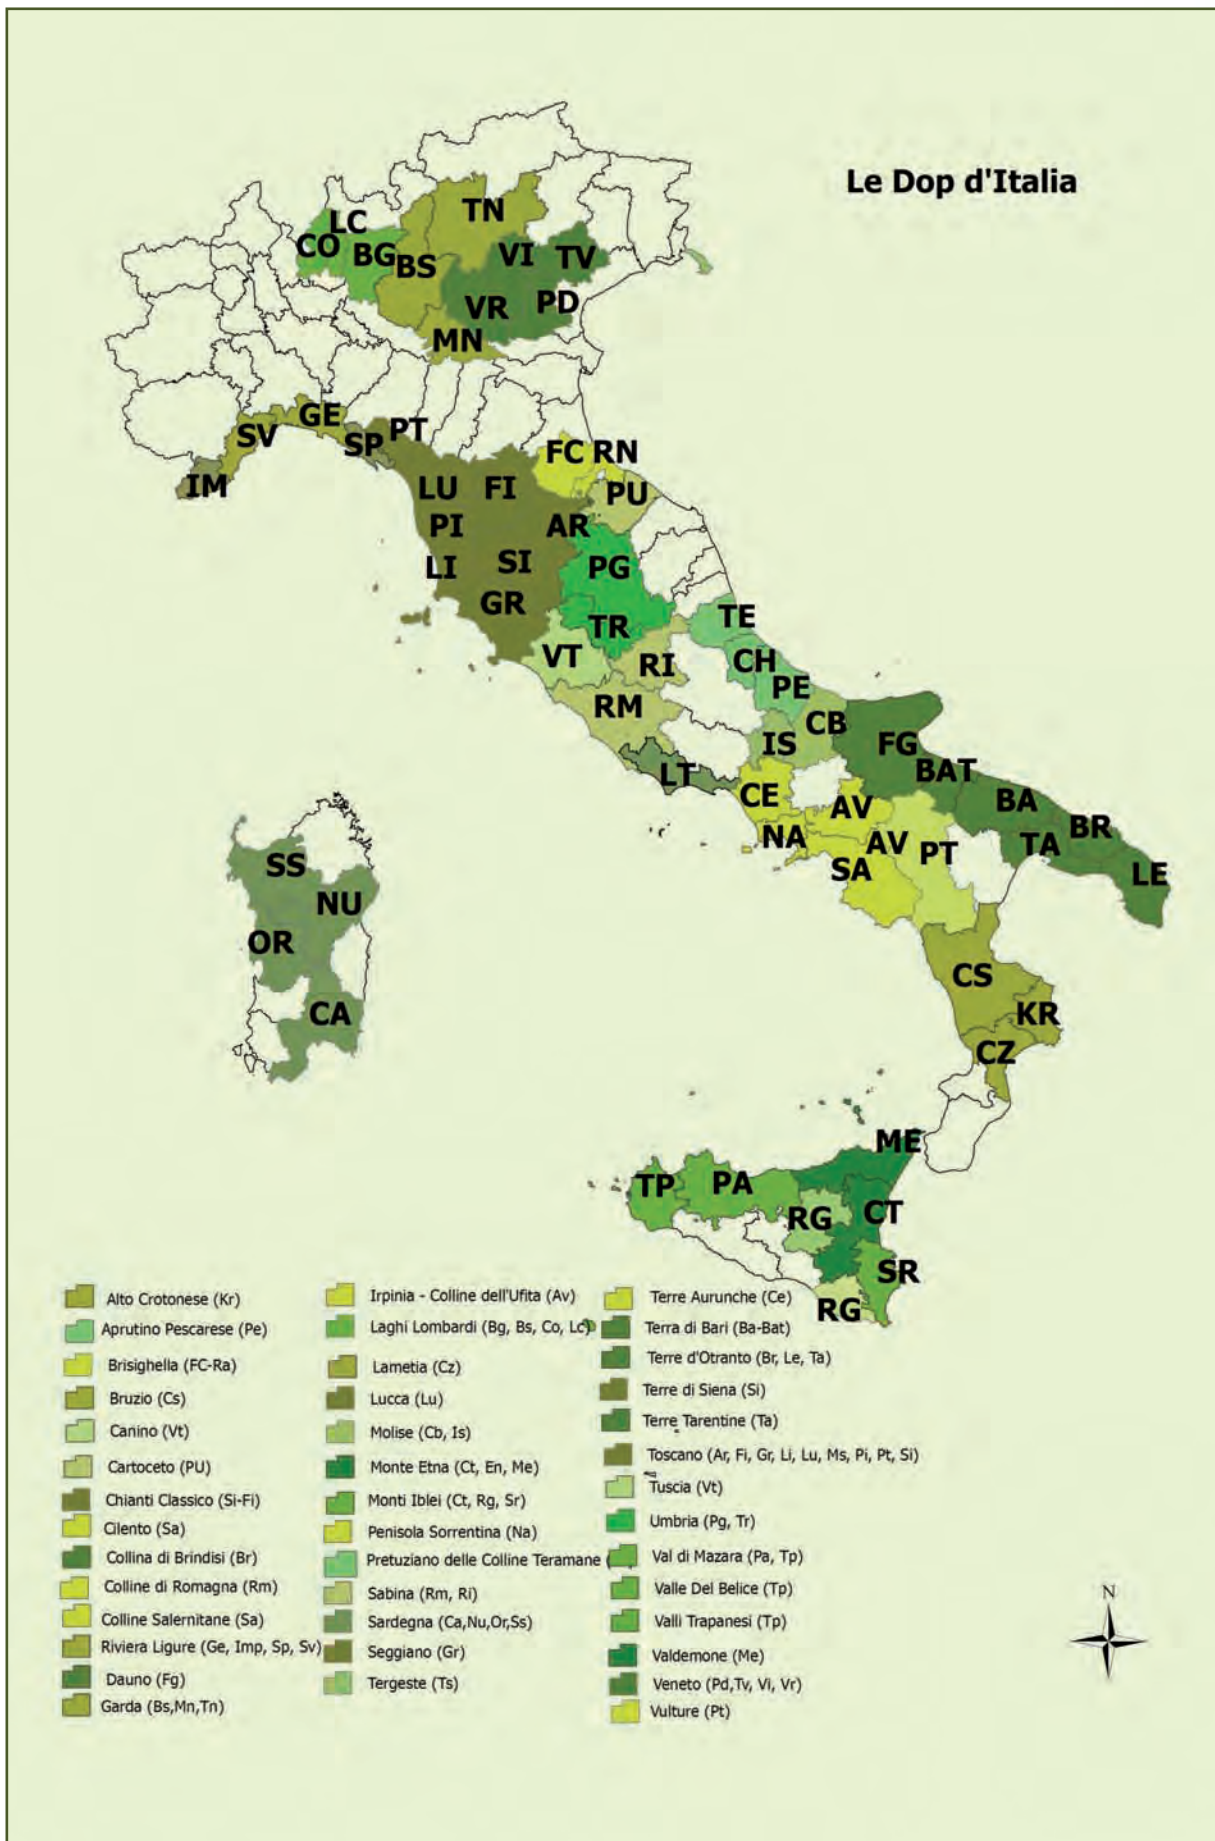 Le Dop d'Italia
TN
LC
CO
BG
BS
VI
TV
VR
PD
MN
GE
SV
PT
SP
IM
FC
RN
LU
FI
PU
PI
AR
LI
SI
PG
GR
TR
TE
VT
RI
CH
PE
RM
CB
IS
FG
LT
BAT
CE
AV
BA
NA
AV
PT
TA
BR
SA
LE
SS
NU
OR
CA
CS
KR
CZ
ME
TP
PA
RG
CT
SR
RG
Alto Crotonese (Kr)
Aprutino Pescarese (Pe)
Brisighella (FC-Ra)
Bruzio (Cs)
Canino (Vt)
Cartoceto (PU)
Chianti Classico (Si-Fi)
Cilento (Sa)
Collina di Brindisi (Br)
Colline di Romagna (Rm)
Colline Salernitane (Sa)
Riviera Ligure (Ge, Imp, Sp, Sv)
Dauno (Fg)
Garda (Bs,Mn,Tn)
Irpinia - Colline dell'Ufita (Av)
Laghi Lombardi (Bg, Bs, Co, Lc)
Lametia (Cz)
Lucca (Lu)
Molise (Cb, Is)
Monte Etna (Ct, En, Me)
Monti Iblei (Ct, Rg, Sr)
Penisola Sorrentina (Na)
Pretuziano delle Colline Teramane (
Sabina (Rm, Ri)
Sardegna (Ca,Nu,Or,Ss)
Seggiano (Gr)
Tergeste (Ts)
Terre Aurunche (Ce)
Terra di Bari (Ba-Bat)
Terre d'Otranto (Br, Le, Ta)
Terre di Siena (Si)
Terre Tarentine (Ta)
Toscano (Ar, Fi, Gr, Li, Lu, Ms, Pi, Pt, Si)
Tuscia (Vt)
Umbria (Pg, Tr)
Val di Mazara (Pa, Tp)
Valle Del Belice (Tp)
Valli Trapanesi (Tp)
Valdemone (Me)
Veneto (Pd,Tv, Vi, Vr)
Vulture (Pt)
N